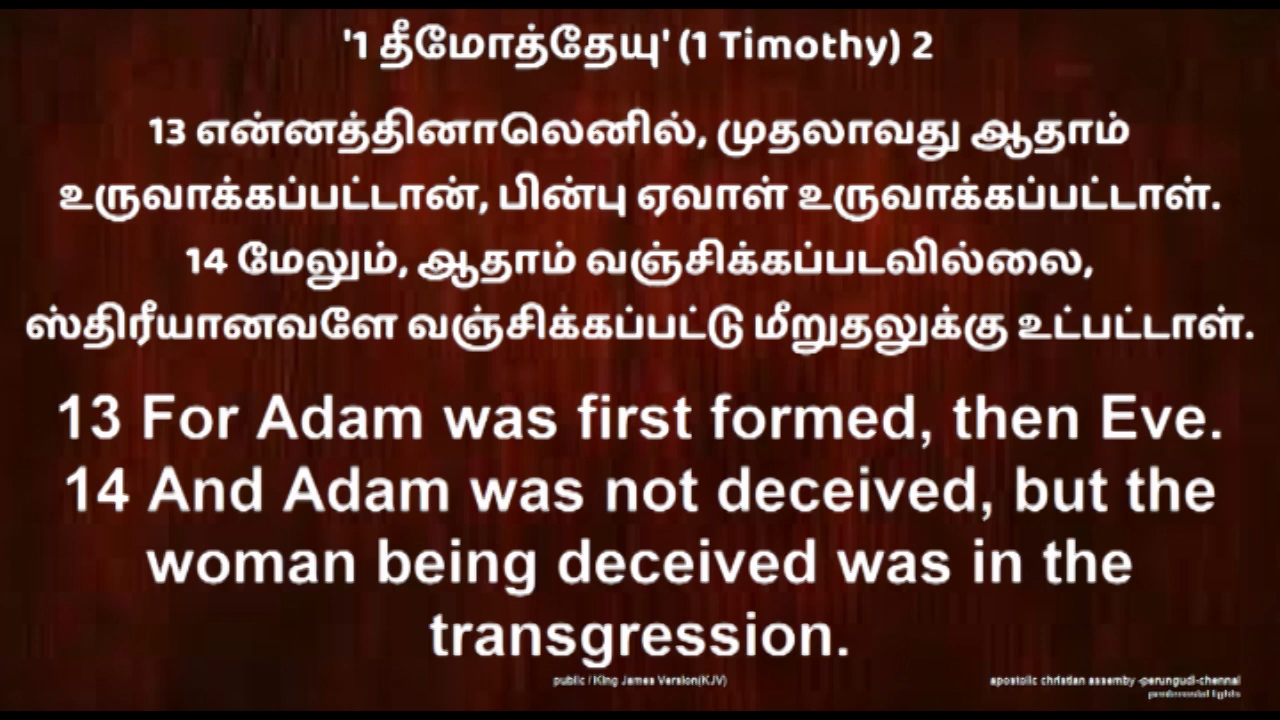 '1 தீமோத்தேயு' (1 Timothy) 2
13 என்னத்தினாலெனில், முதலாவது ஆதாம்
உருவாக்கப்பட்டான், பின்பு ஏவாள் உருவாக்கப்பட்டாள்.
14 மேலும், ஆதாம் வஞ்சிக்கப்படவில்லை,
ஸ்திரீயானவளே வஞ்சிக்கப்பட்டு மீறுதலுக்கு உட்பட்டாள்.
13 For Adam was first formed, then Eve.
14 And Adam was not deceived, but the
woman being deceived was in the
transgression.
public / King James Version(KJV)
apostolic christian assemby -perungudi-chennai